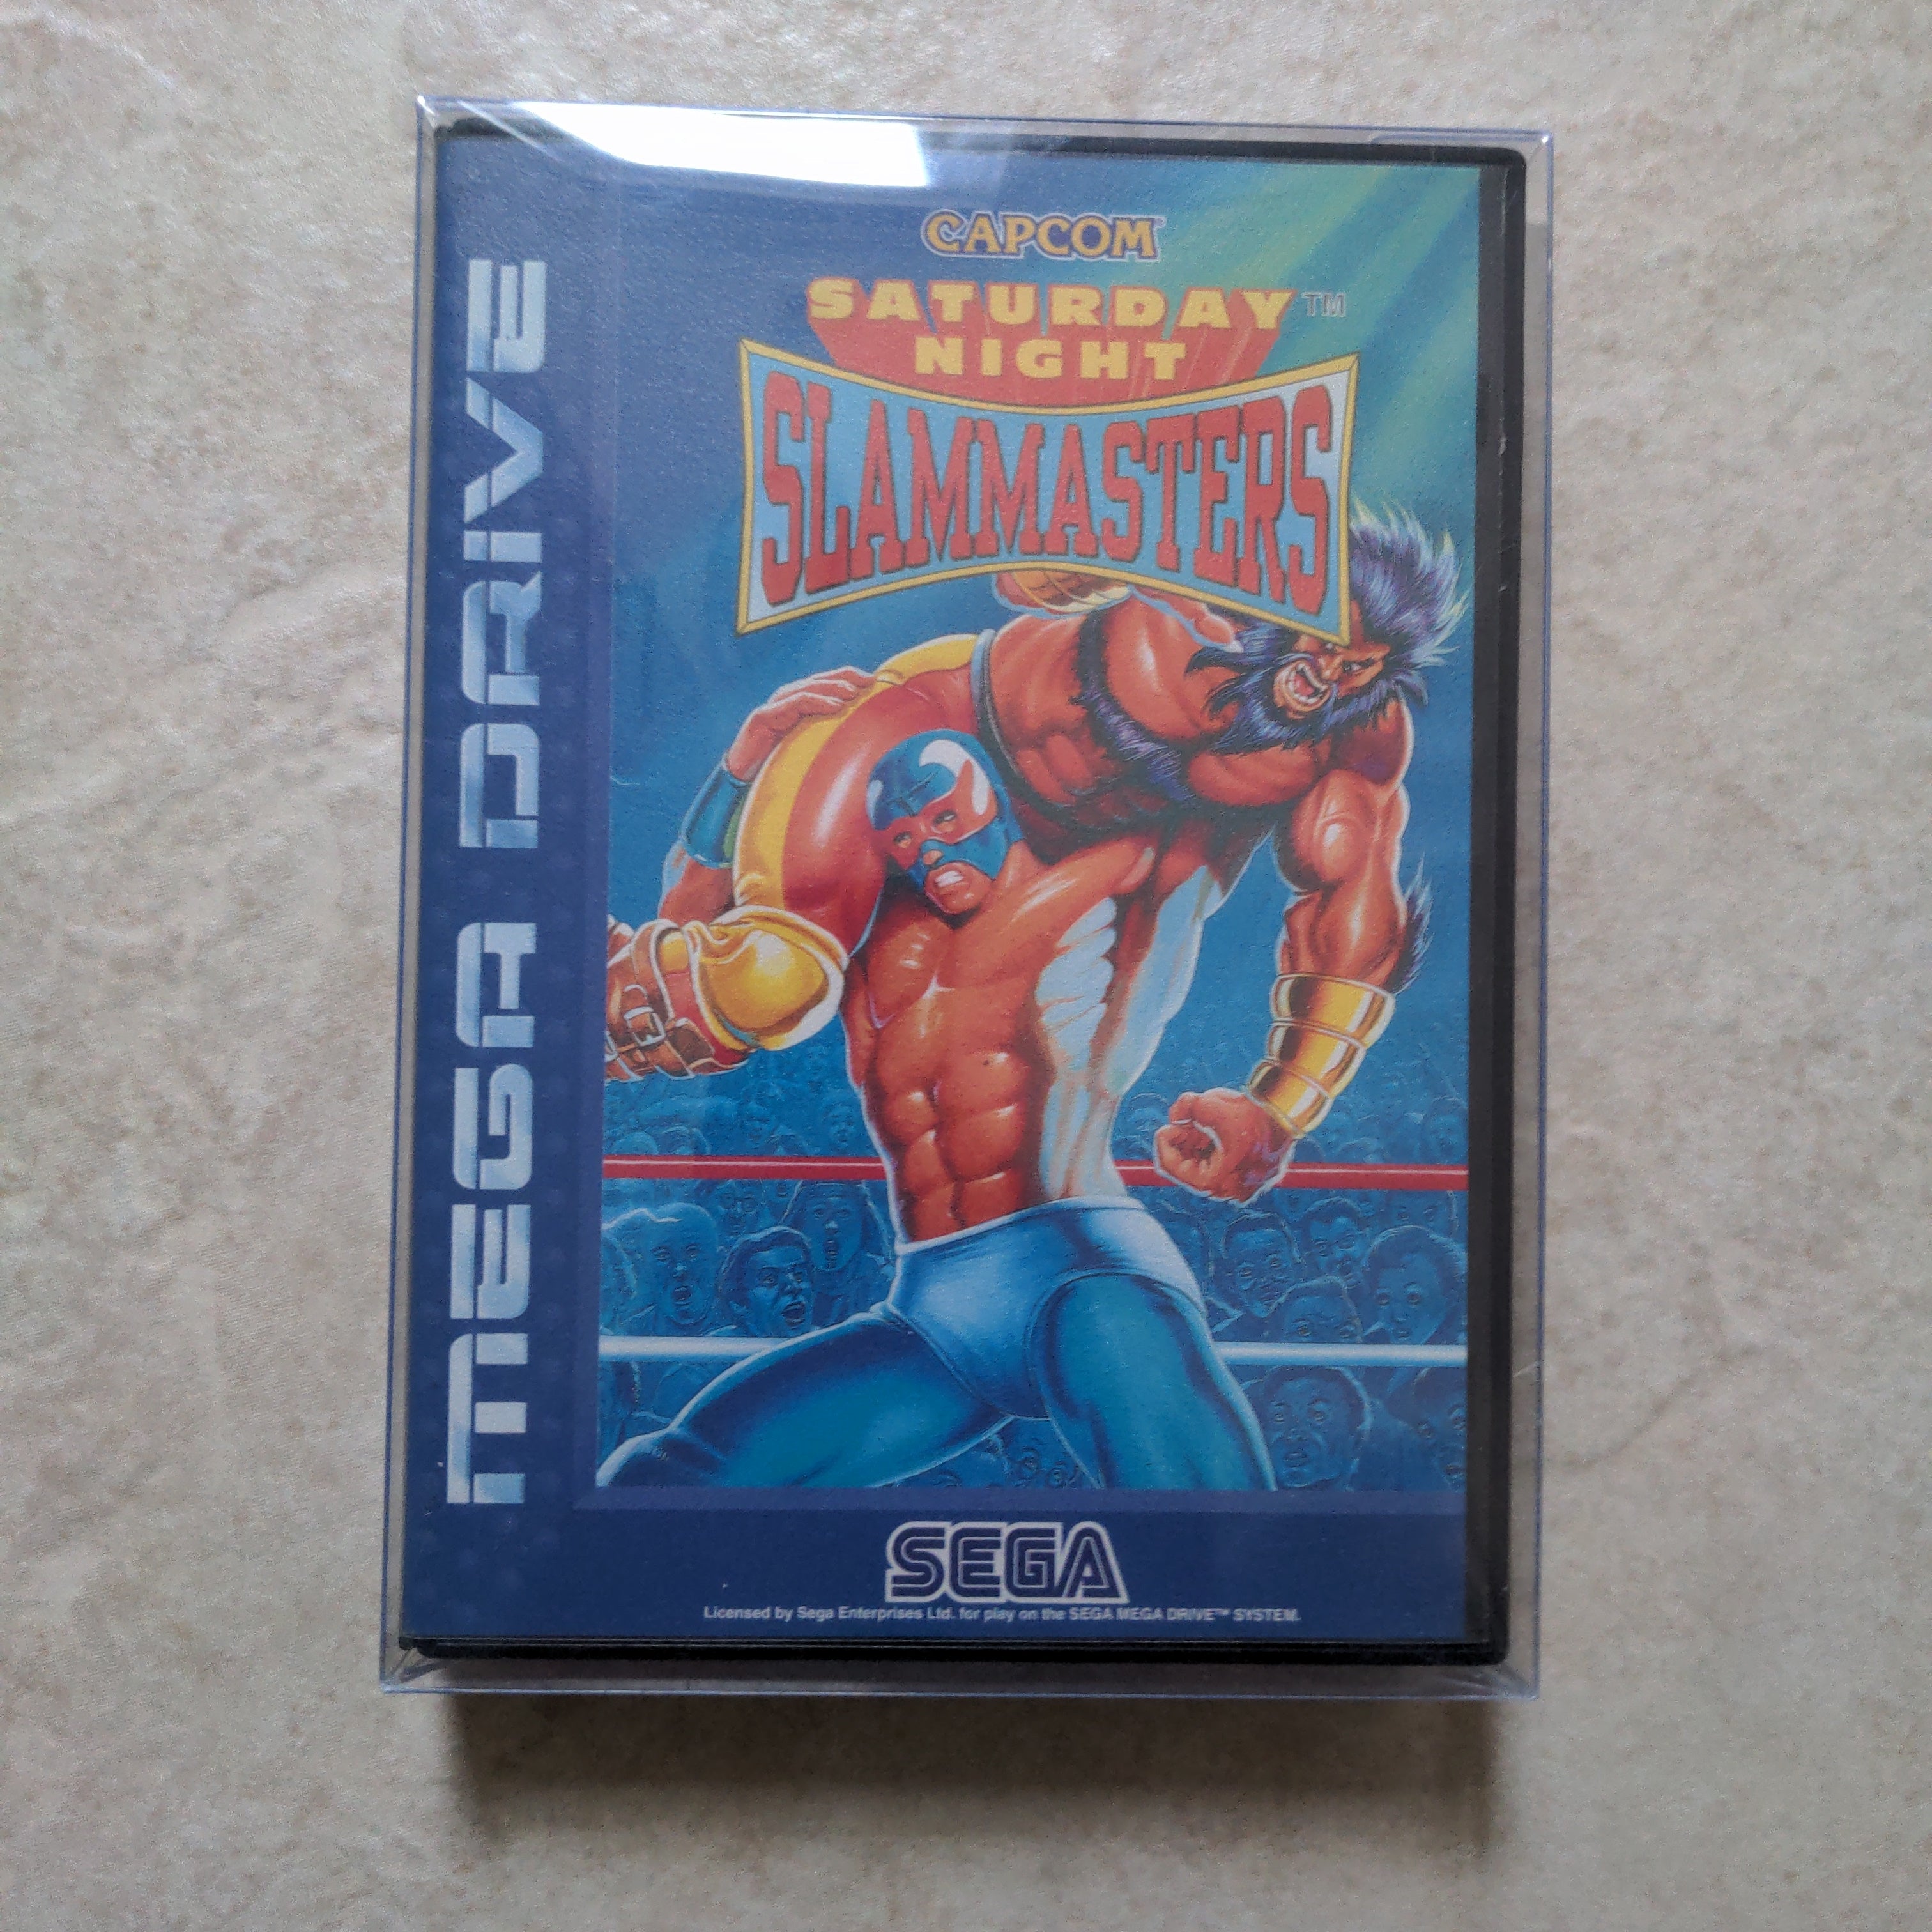 MEGA DRIVE
CAPCOM
SATURDAY™
NIGHT
SLAMMASTERS
SEGA
Licensed by Sega Enterprises Ltd. for play on the SEGA MEGA DRIVE™ SYSTEM.